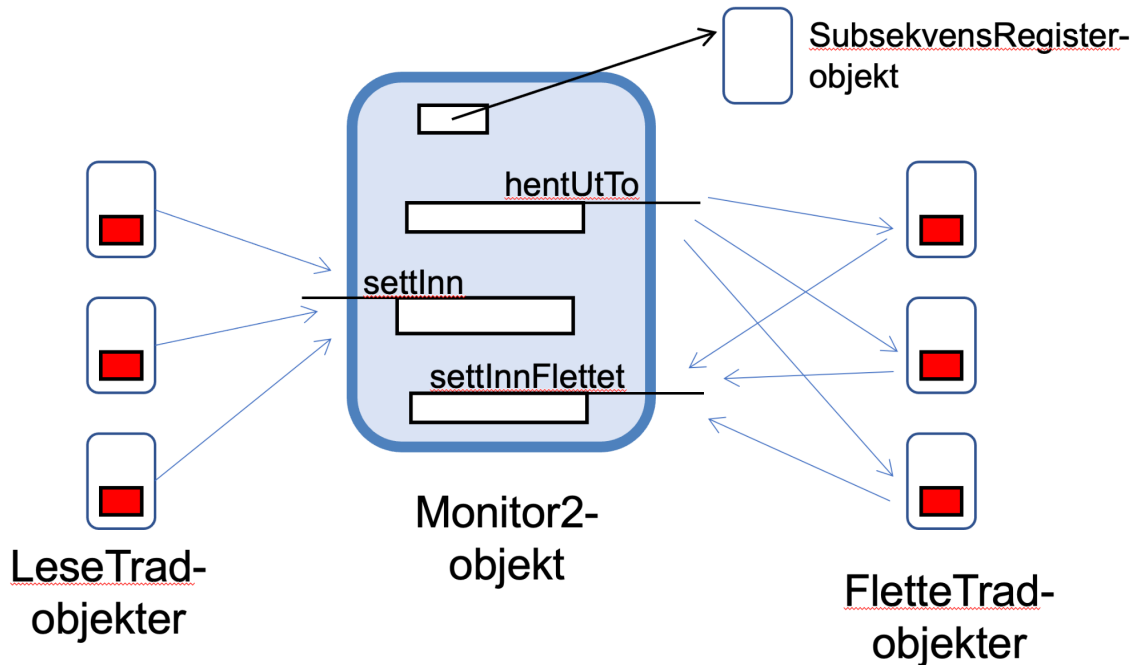 SubsekvensRegister-
objekt
hentUtTo
settInn
settInnFlettet
Monitor2-
objekt
LeseTrad-
objekter
FletteTrad-
objekter